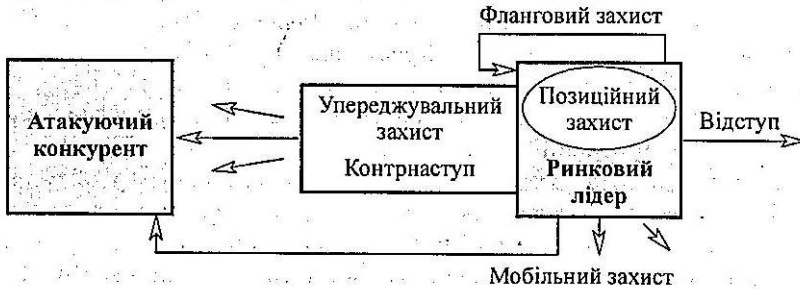 Фланговий захист
Атакуючий
конкурент
Упереджувальний
захист
Контрнаступ
Позиційний
захист
Ринковий
лідер
Відступ
Мобільний захист